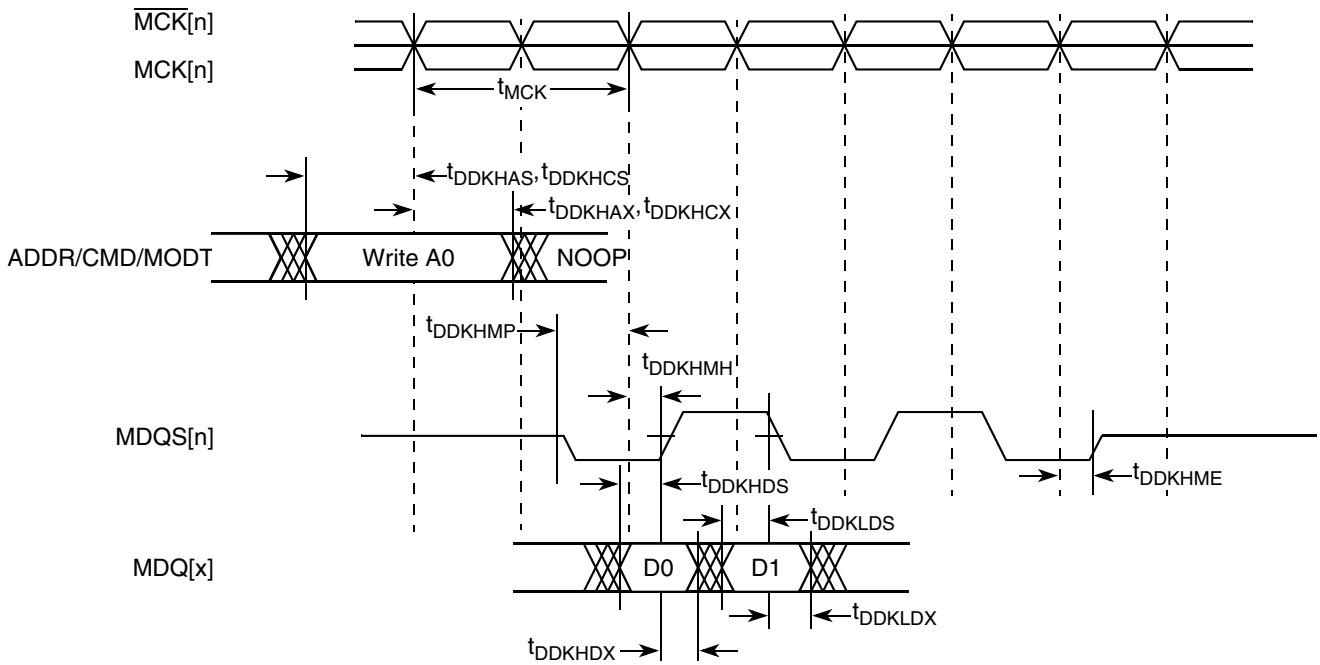 MCK[n]
MCK[n]
tMCK
tDDKHAS,tDDKHCS
tDDKHAX,tDDKHCX
ADDR/CMD/MODT
Write A0
NOOP
tDDKHMP
tDDKHMH
MDQS[n]
tDDKHDS
tDDKHME
tDDKLDS
MDQ[x]
D0
D1
tDDKLDX
tDDKHDX